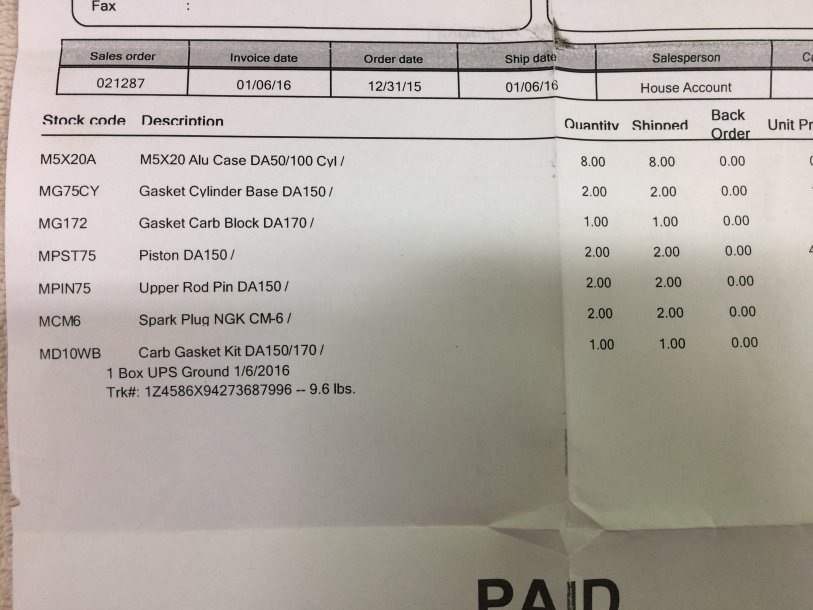 Fax :
Sales order Invoice date Order date Ship date Salesperson
021287 01/06/16 12/31/15 01/06/16 House Account
Stock code Description Quantity Shipped Back Order Unit
M5X20A M5X20 Alu Case DA50/100 Cyl / 8.00 8.00 0.00
MG75CY Gasket Cylinder Base DA150 / 2.00 2.00 0.00
MG172 Gasket Carb Block DA170 / 1.00 1.00 0.00
MPST75 Piston DA150 / 2.00 2.00 0.00
MPIN75 Upper Rod Pin DA150 / 2.00 2.00 0.00
MCM6 Spark Plug NGK CM-6 / 2.00 2.00 0.00
MD10WB Carb Gasket Kit DA150/170 / 1.00 1.00 0.00
1 Box UPS Ground 1/6/2016
Trk#: 1Z4586X94273687996 -- 9.6 lbs.
PAID